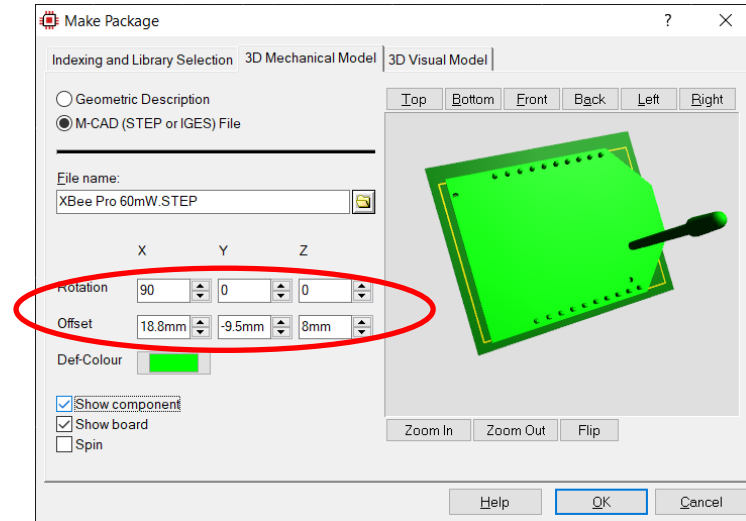 Make Package
Indexing and Library Selection 3D Mechanical Model 3D Visual Model
Geometric Description
M-CAD (STEP or IGES) File
Top Bottom Front Back Left Right
File name:
XBee Pro 60mW.STEP
X Y Z
Rotation 90 0 0
Offset 18.8mm -9.5mm 8mm
Def-Colour
Show component
Show board
Spin
Zoom In Zoom Out Flip
Help OK Cancel